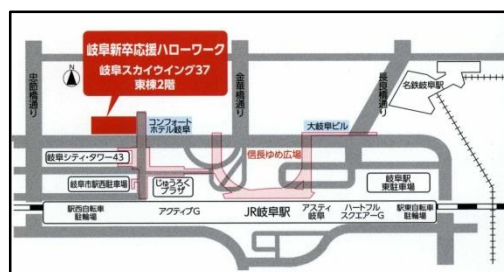 岐阜新卒応援ハローワーク
岐阜スカイウイング37
東棟2階
忠節橋通り
N
コンフォート
ホテル岐阜
金華橋通り
大岐阜ビル
長良橋通り
名鉄岐阜駅
岐阜シティ・タワー43
信長ゆめ広場
岐阜市駅西駐車場
じゅうろく
プラザ
岐阜駅
東駐車場
駅西自転車
駐輪場
アクティブG
JR岐阜駅
アスティ
岐阜
ハートフル
スクエアーG
駅東自転車
駐輪場